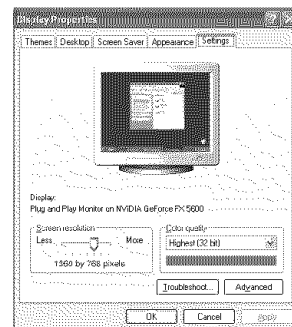 Display Properties
Themes
Desktop
Screen Saver
Appearance
Settings
Display:
Plug and Play Monitor on NVIDIA GeForce FX 5600
Screen resolution
Less
More
1360 by 768 pixels
Color quality
Highest (32 bit)
Troubleshoot...
Advanced
OK
Cancel
Apply